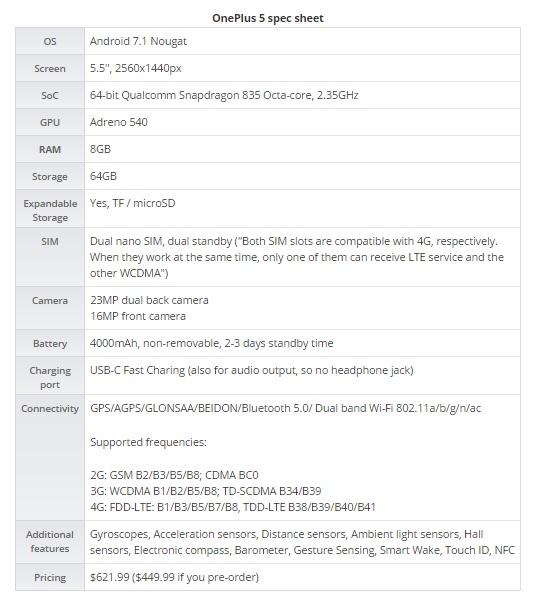 OnePlus 5 spec sheet
OS Android 7.1 Nougat
Screen 5.5", 2560x1440px
SoC 64-bit Qualcomm Snapdragon 835 Octa-core, 2.35GHz
GPU Adreno 540
RAM 8GB
Storage 64GB
Expandable Storage Yes, TF / microSD
SIM Dual nano SIM, dual standby ("Both SIM slots are compatible with 4G, respectively.
When they work at the same time, only one of them can receive LTE service and the
other WCDMA")
Camera 23MP dual back camera
16MP front camera
Battery 4000mAh, non-removable, 2-3 days standby time
Charging port USB-C Fast Charing (also for audio output, so no headphone jack)
Connectivity GPS/AGPS/GLONSAA/BEIDON/Bluetooth 5.0/ Dual band Wi-Fi 802.11a/b/g/n/ac
Supported frequencies:
2G: GSM B2/B3/B5/B8; CDMA BC0
3G: WCDMA B1/B2/B5/B8; TD-SCDMA B34/B39
4G: FDD-LTE: B1/B3/B5/B7/B8, TDD-LTE B38/B39/B40/B41
Additional features Gyroscopes, Acceleration sensors, Distance sensors, Ambient light sensors, Hall
sensors, Electronic compass, Barometer, Gesture Sensing, Smart Wake, Touch ID, NFC
Pricing $621.99 ($449.99 if you pre-order)